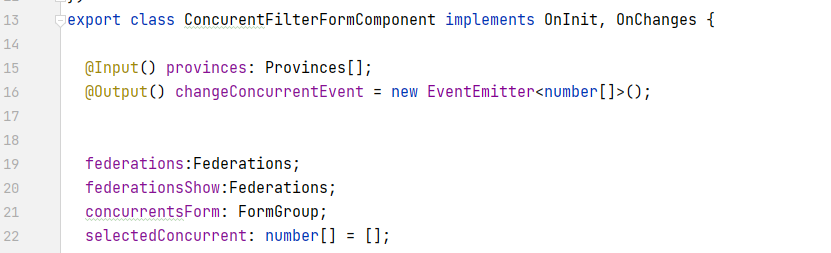 13 export class ConcurentFilterFormComponent implements OnInit, OnChanges {
14
15 @Input() provinces: Provinces[];
16 @Output() changeConcurrentEvent = new EventEmitter<number[]>();
17
18
19 federations:Federations;
20 federationsShow:Federations;
21 concurrentsForm: FormGroup;
22 selectedConcurrent: number[] = [];